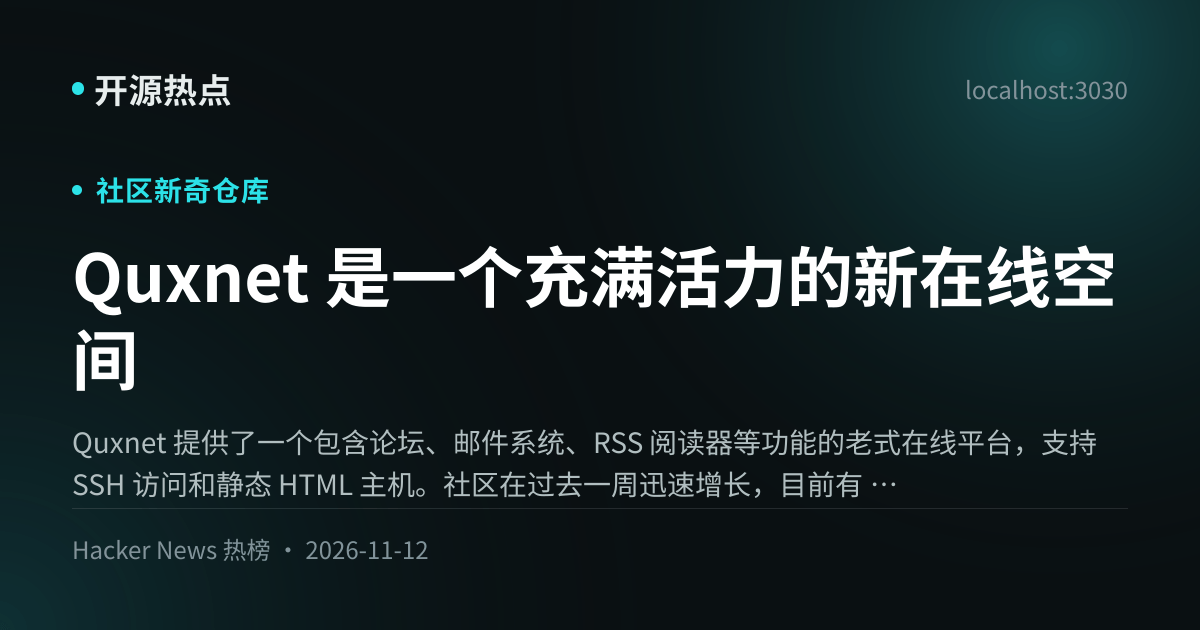 开源热点
localhost:3030
社区新奇仓库
Quxnet 是一个充满活力的新在线空
间
Quxnet 提供了一个包含论坛、邮件系统、RSS 阅读器等功能的老式在线平台，支持
SSH 访问和静态 HTML 主机。社区在过去一周迅速增长，目前有 …
Hacker News 热榜 • 2026-11-12